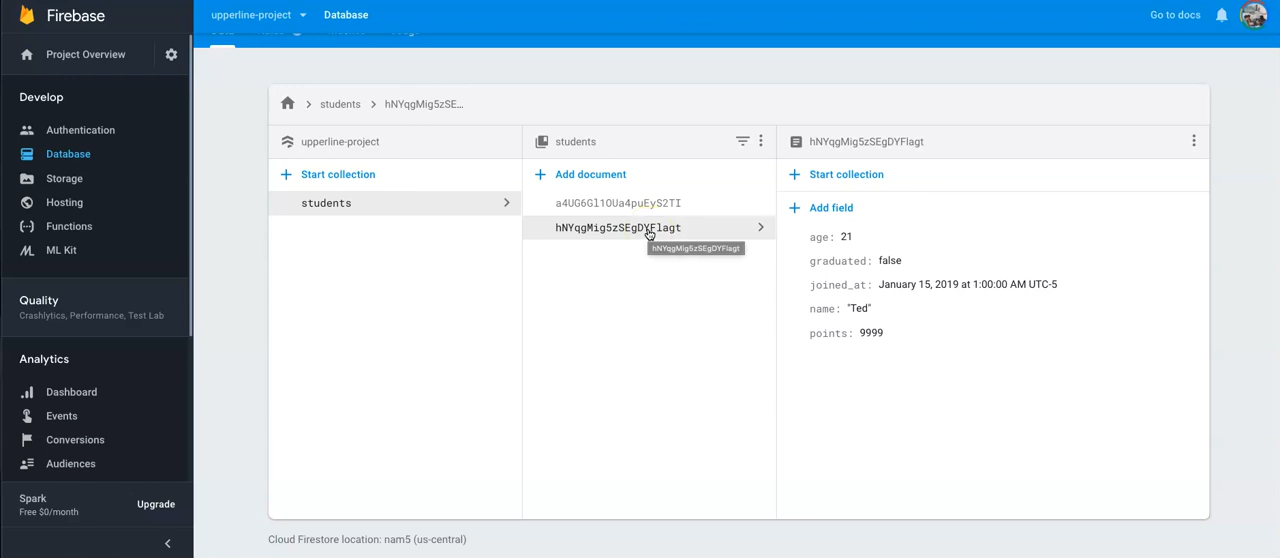 Firebase
upperline-project
Database
Go to docs
Project Overview
Develop
Authentication
Database
Storage
Hosting
Functions
ML Kit
Quality
Crashlytics, Performance, Test Lab
Analytics
Dashboard
Events
Conversions
Audiences
Spark
Free $0/month
Upgrade
students
hNYqgMig5zSE...
upperline-project
Start collection
students
students
Add document
a4UG6Gl1OUa4puEyS2TI
hNYqgMig5zSEgDYFlagt
hNYqgMig5zSEgDYFlagt
hNYqgMig5zSEgDYFlagt
Start collection
Add field
age: 21
graduated: false
joined_at: January 15, 2019 at 1:00:00 AM UTC-5
name: "Ted"
points: 9999
Cloud Firestore location: nam5 (us-central)